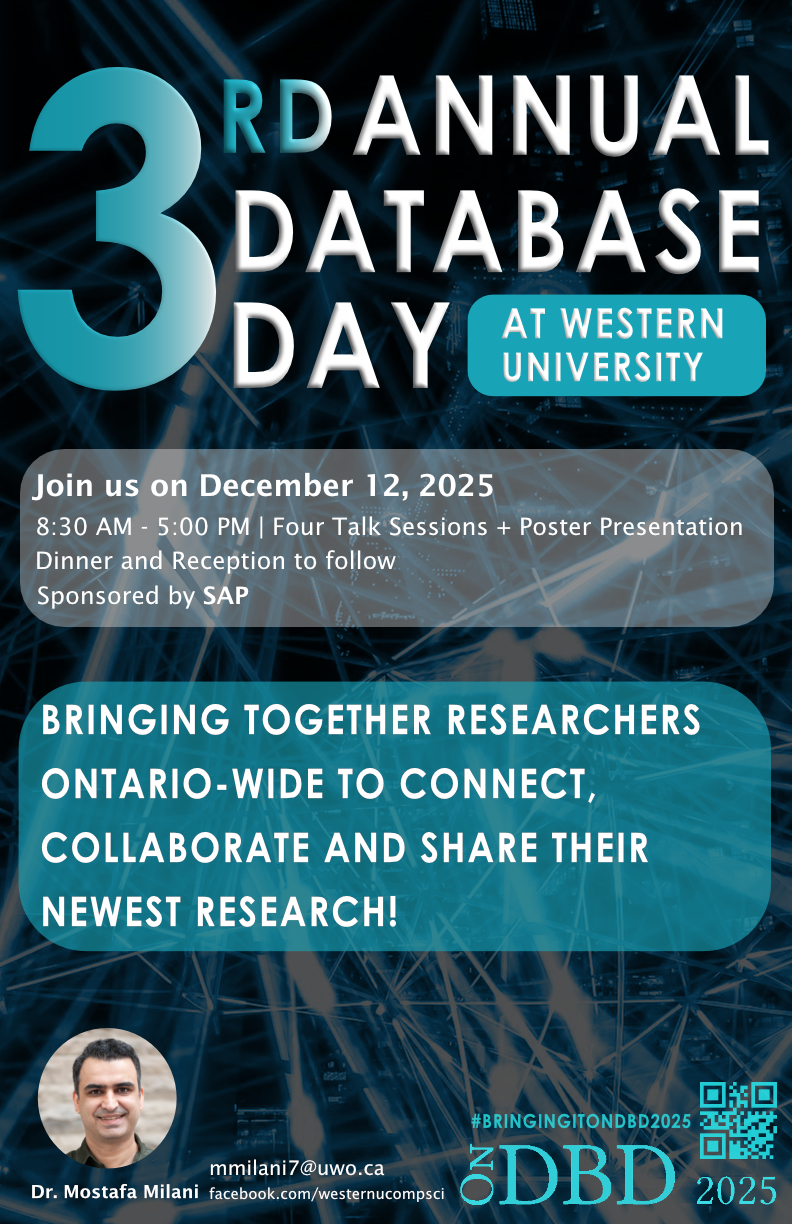 3RD ANNUAL
DATABASE
DAY
AT WESTERN
UNIVERSITY
Join us on December 12, 2025
8:30 AM - 5:00 PM | Four Talk Sessions + Poster Presentation
Dinner and Reception to follow
Sponsored by SAP
BRINGING TOGETHER RESEARCHERS
ONTARIO-WIDE TO CONNECT,
COLLABORATE AND SHARE THEIR
NEWEST RESEARCH!
Dr. Mostafa Milani
mmilani7@uwo.ca
facebook.com/westernucompsci
#BRINGINGITONDBD2025
ON DBD 2025